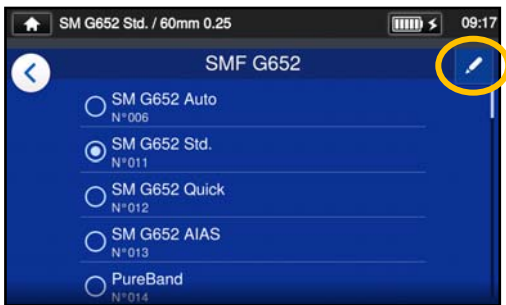 SM G652 Std. / 60mm 0.25
09:17
SMF G652
SM G652 Auto
N°006
SM G652 Std.
N°011
SM G652 Quick
N°012
SM G652 AIAS
N°013
PureBand
N°014